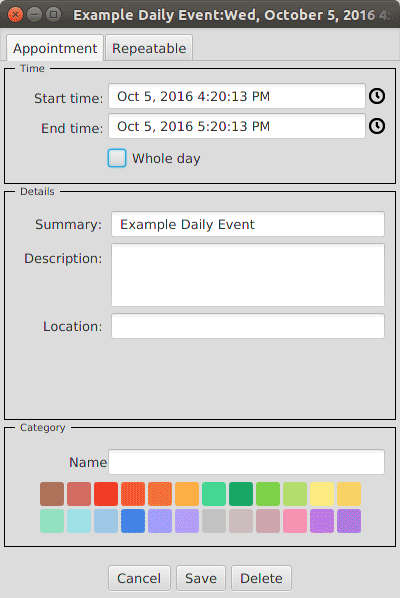 Example Daily Event:Wed, October 5, 2016 4:
Appointment Repeatable
Time
Start time: Oct 5, 2016 4:20:13 PM
End time: Oct 5, 2016 5:20:13 PM
Whole day
Details
Summary: Example Daily Event
Description:
Location:
Category
Name
Cancel Save Delete